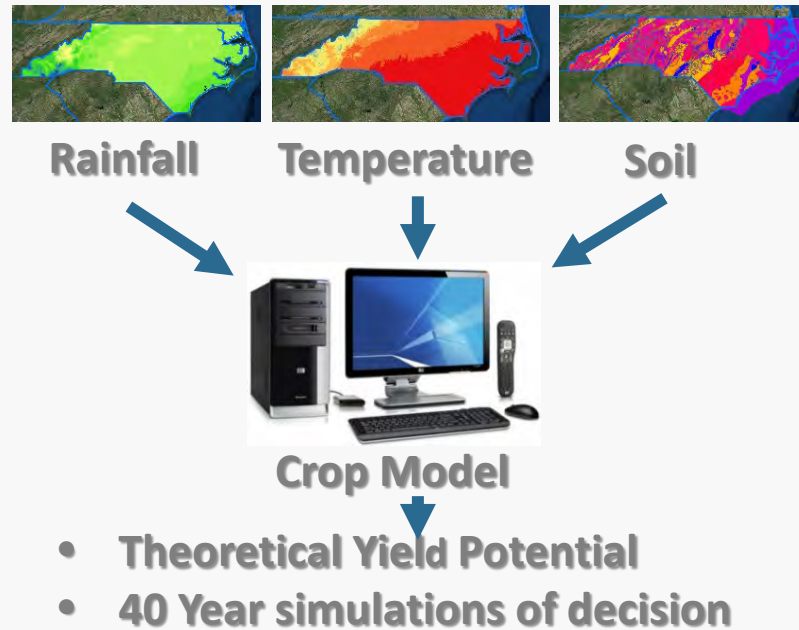 Rainfall Temperature Soil
Crop Model
• Theoretical Yield Potential
• 40 Year simulations of decision